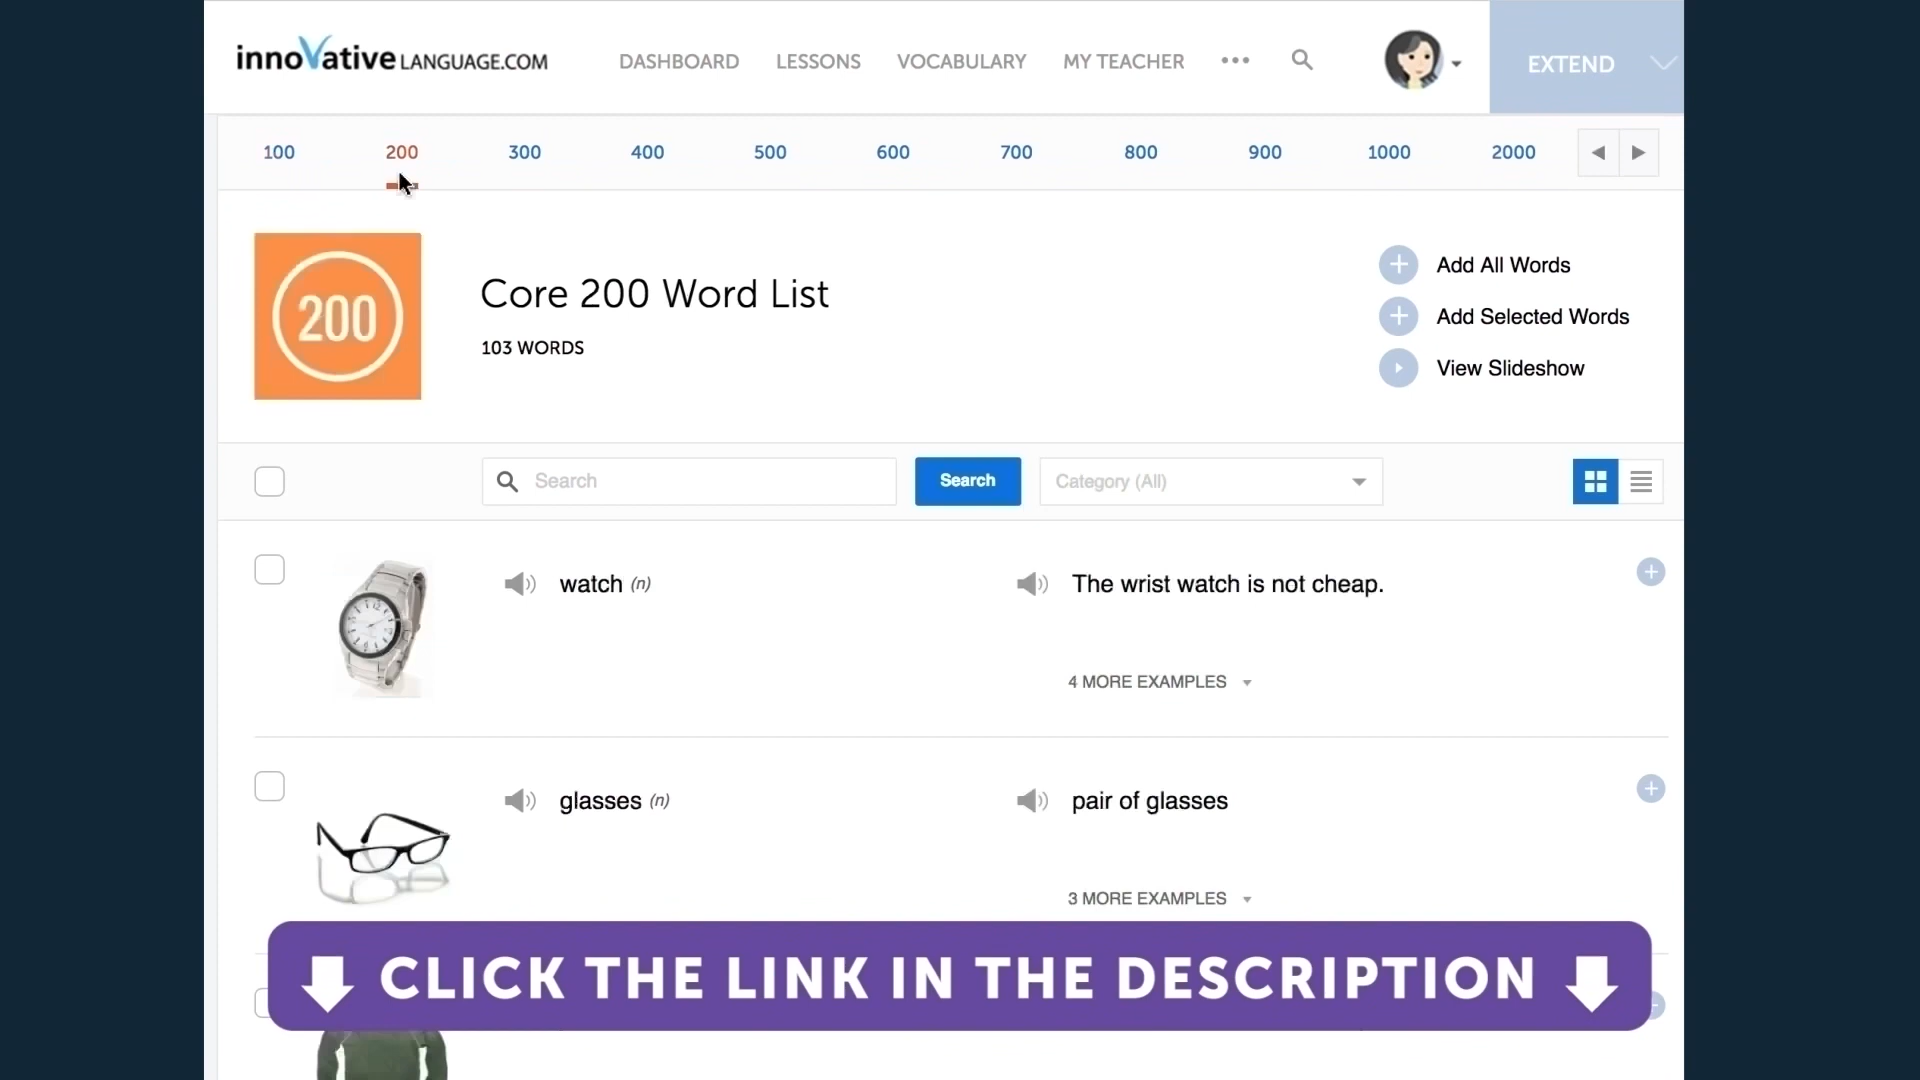 innovative LANGUAGE.COM
DASHBOARD LESSONS VOCABULARY MY TEACHER
EXTEND
100 200 300 400 500 600 700 800 900 1000 2000
200
Core 200 Word List
103 WORDS
Add All Words
Add Selected Words
View Slideshow
Search Search Category (All)
watch (n) The wrist watch is not cheap.
4 MORE EXAMPLES
glasses (n) pair of glasses
3 MORE EXAMPLES
CLICK THE LINK IN THE DESCRIPTION